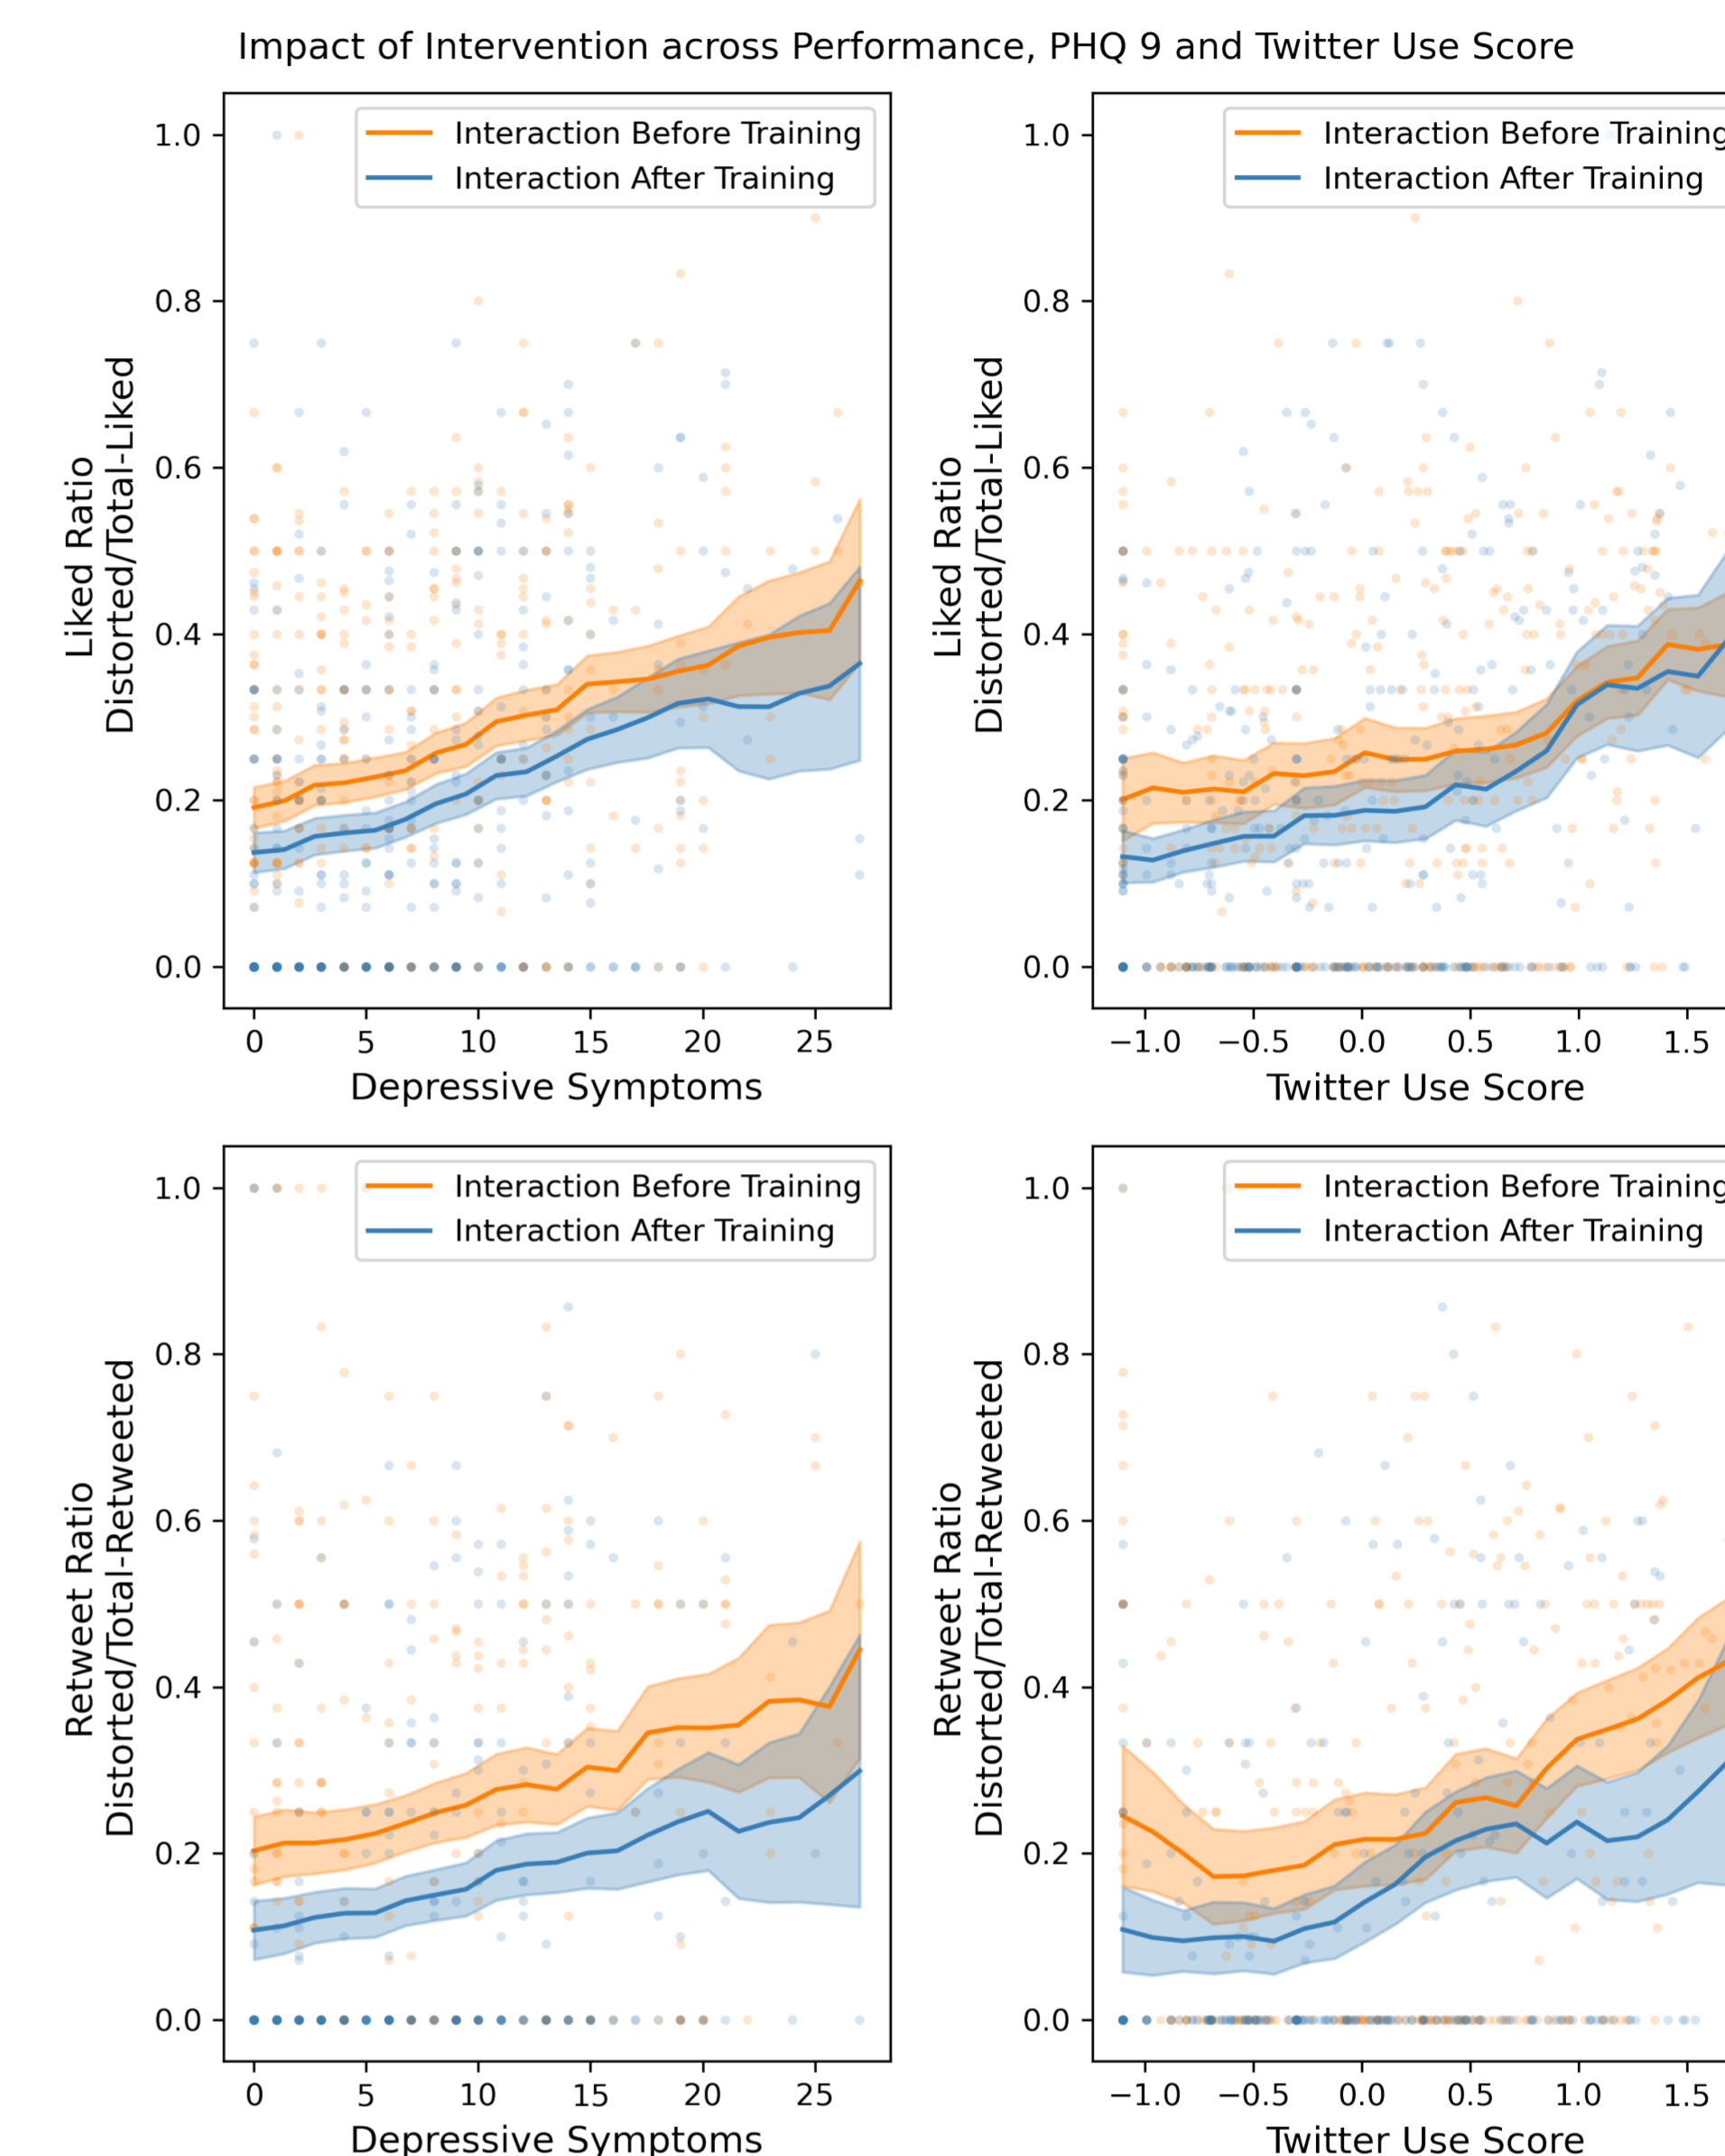 Impact of Intervention across Performance, PHQ 9 and Twitter Use Score
Liked Ratio
Distorted/Total-Liked
1.0
0.8
0.6
0.4
0.2
0.0
Interaction Before Training
Interaction After Training
0 5 10 15 20 25
Depressive Symptoms
Liked Ratio
Distorted/Total-Liked
1.0
0.8
0.6
0.4
0.2
0.0
Interaction Before Training
Interaction After Training
−1.0 −0.5 0.0 0.5 1.0 1.5
Twitter Use Score
Retweet Ratio
Distorted/Total-Retweeted
1.0
0.8
0.6
0.4
0.2
0.0
Interaction Before Training
Interaction After Training
0 5 10 15 20 25
Depressive Symptoms
Retweet Ratio
Distorted/Total-Retweeted
1.0
0.8
0.6
0.4
0.2
0.0
Interaction Before Training
Interaction After Training
−1.0 −0.5 0.0 0.5 1.0 1.5
Twitter Use Score